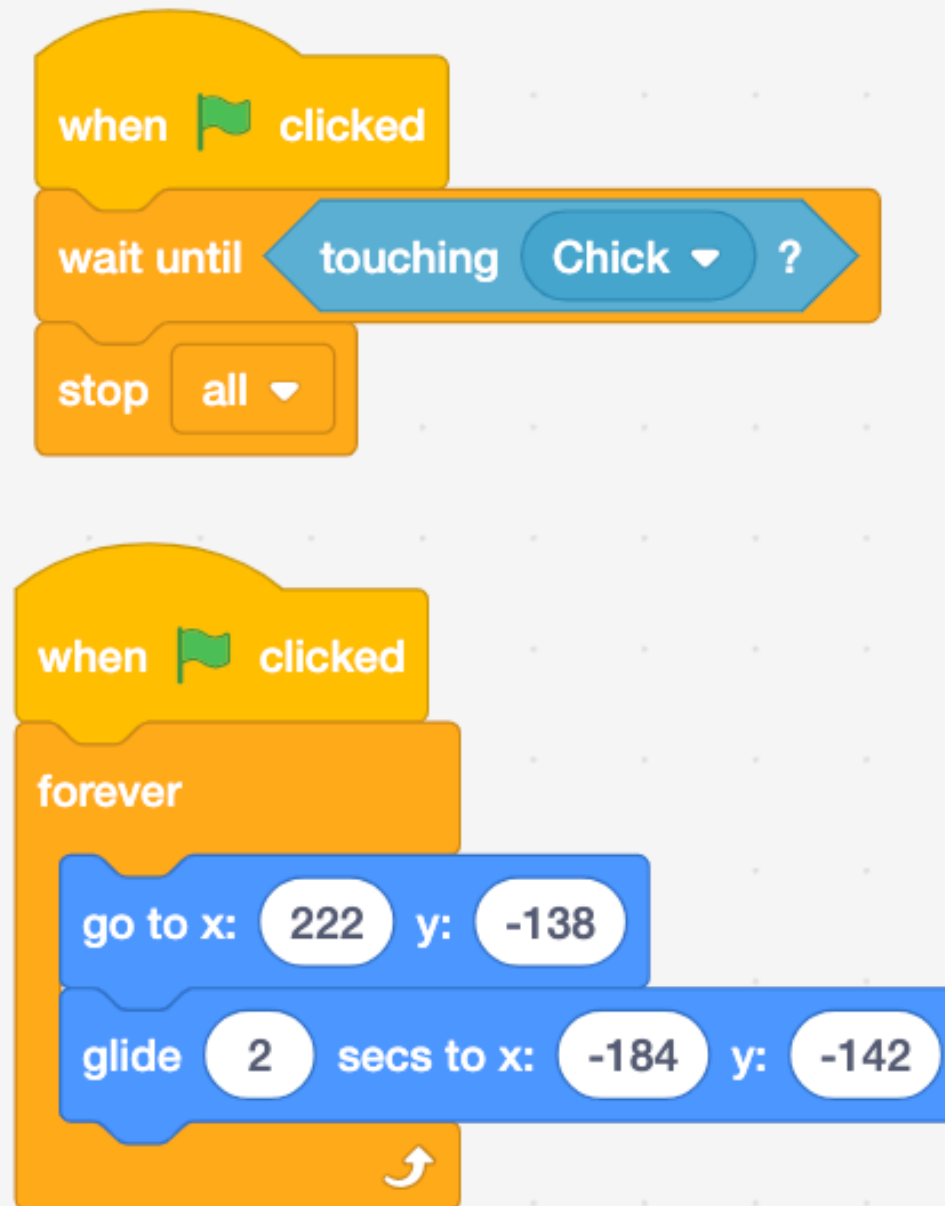 when clicked
wait until touching Chick ?
stop all
when clicked
forever
go to x: 222 y: -138
glide 2 secs to x: -184 y: -142